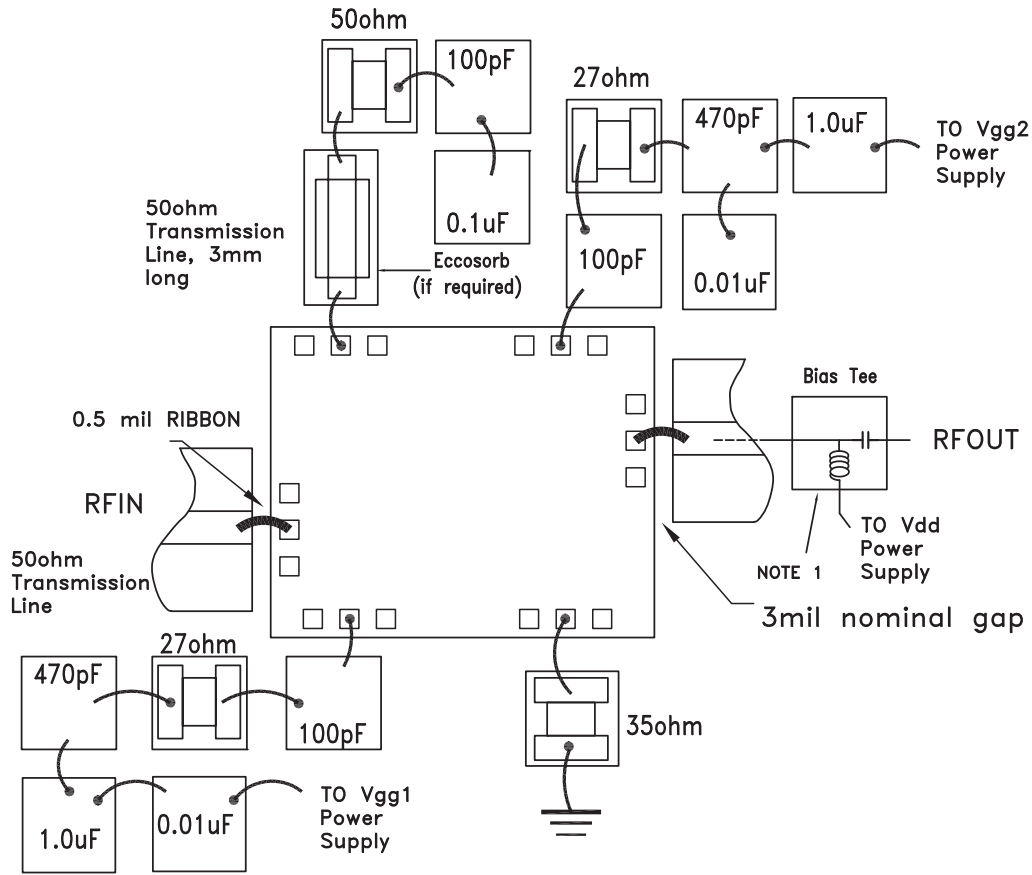 50ohm
100pF
0.1uF
27ohm
470pF
1.0uF
TO Vgg2
Power
Supply
100pF
0.01uF
50ohm
Transmission
Line, 3mm
long
Eccosorb
(if required)
0.5 mil RIBBON
RFIN
50ohm
Transmission
Line
Bias Tee
RFOUT
TO Vdd
Power
Supply
NOTE 1
3mil nominal gap
27ohm
470pF
100pF
1.0uF
0.01uF
TO Vgg1
Power
Supply
35ohm